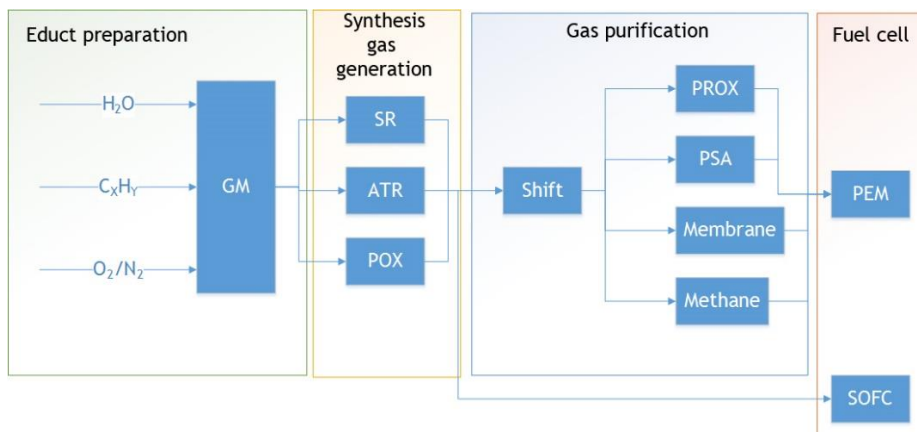 Educt preparation
Synthesis
gas
generation
Gas purification
Fuel cell
H₂O
CₓHᵧ
O₂/N₂
GM
SR
ATR
POX
Shift
PROX
PSA
Membrane
Methane
PEM
SOFC